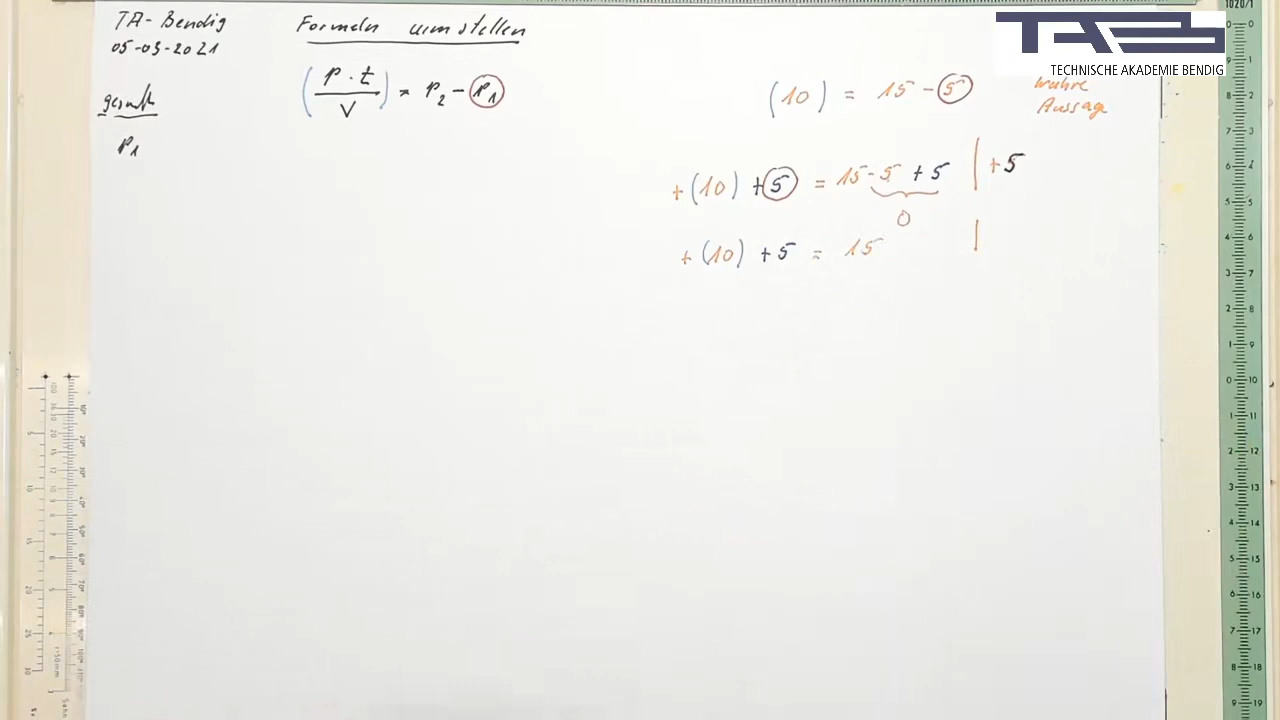 TA-Bendig
05-03-2021
Formeln umstellen
TAB
TECHNISCHE AKADEMIE BENDIG
gesucht
P1
(P · t / V) = P2 - P1
(10) = 15 - 5
wahre
Aussage
+(10) +5 = 15 - 5 + 5 | +5
0
+(10) +5 = 15 |